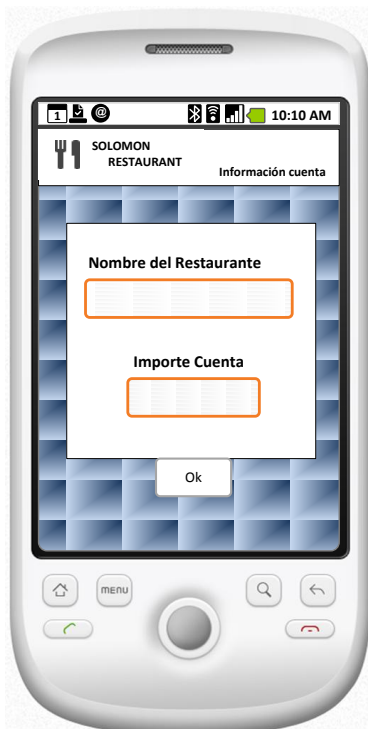 1 @ 10:10 AM
SOLOMON
RESTAURANT
Información cuenta
Nombre del Restaurante
Importe Cuenta
Ok
MENU